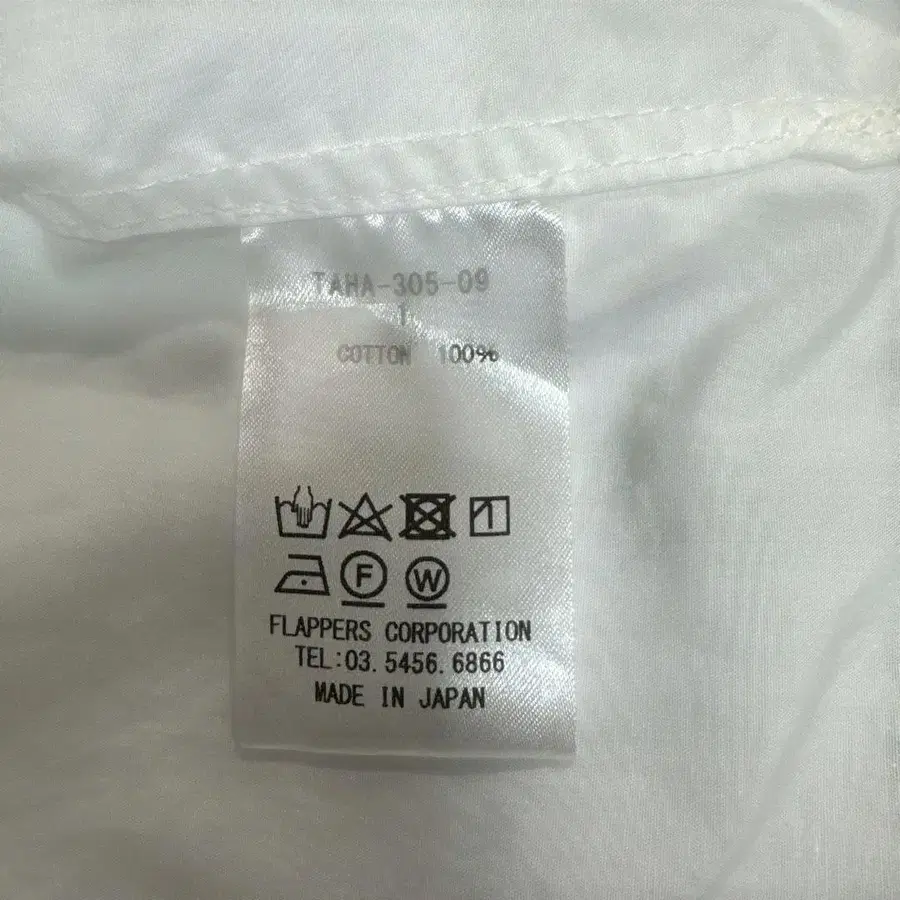 TAHA-305-09
1
COTTON 100%
F W
FLAPPERS CORPORATION
TEL:03. 5456. 6866
MADE IN JAPAN